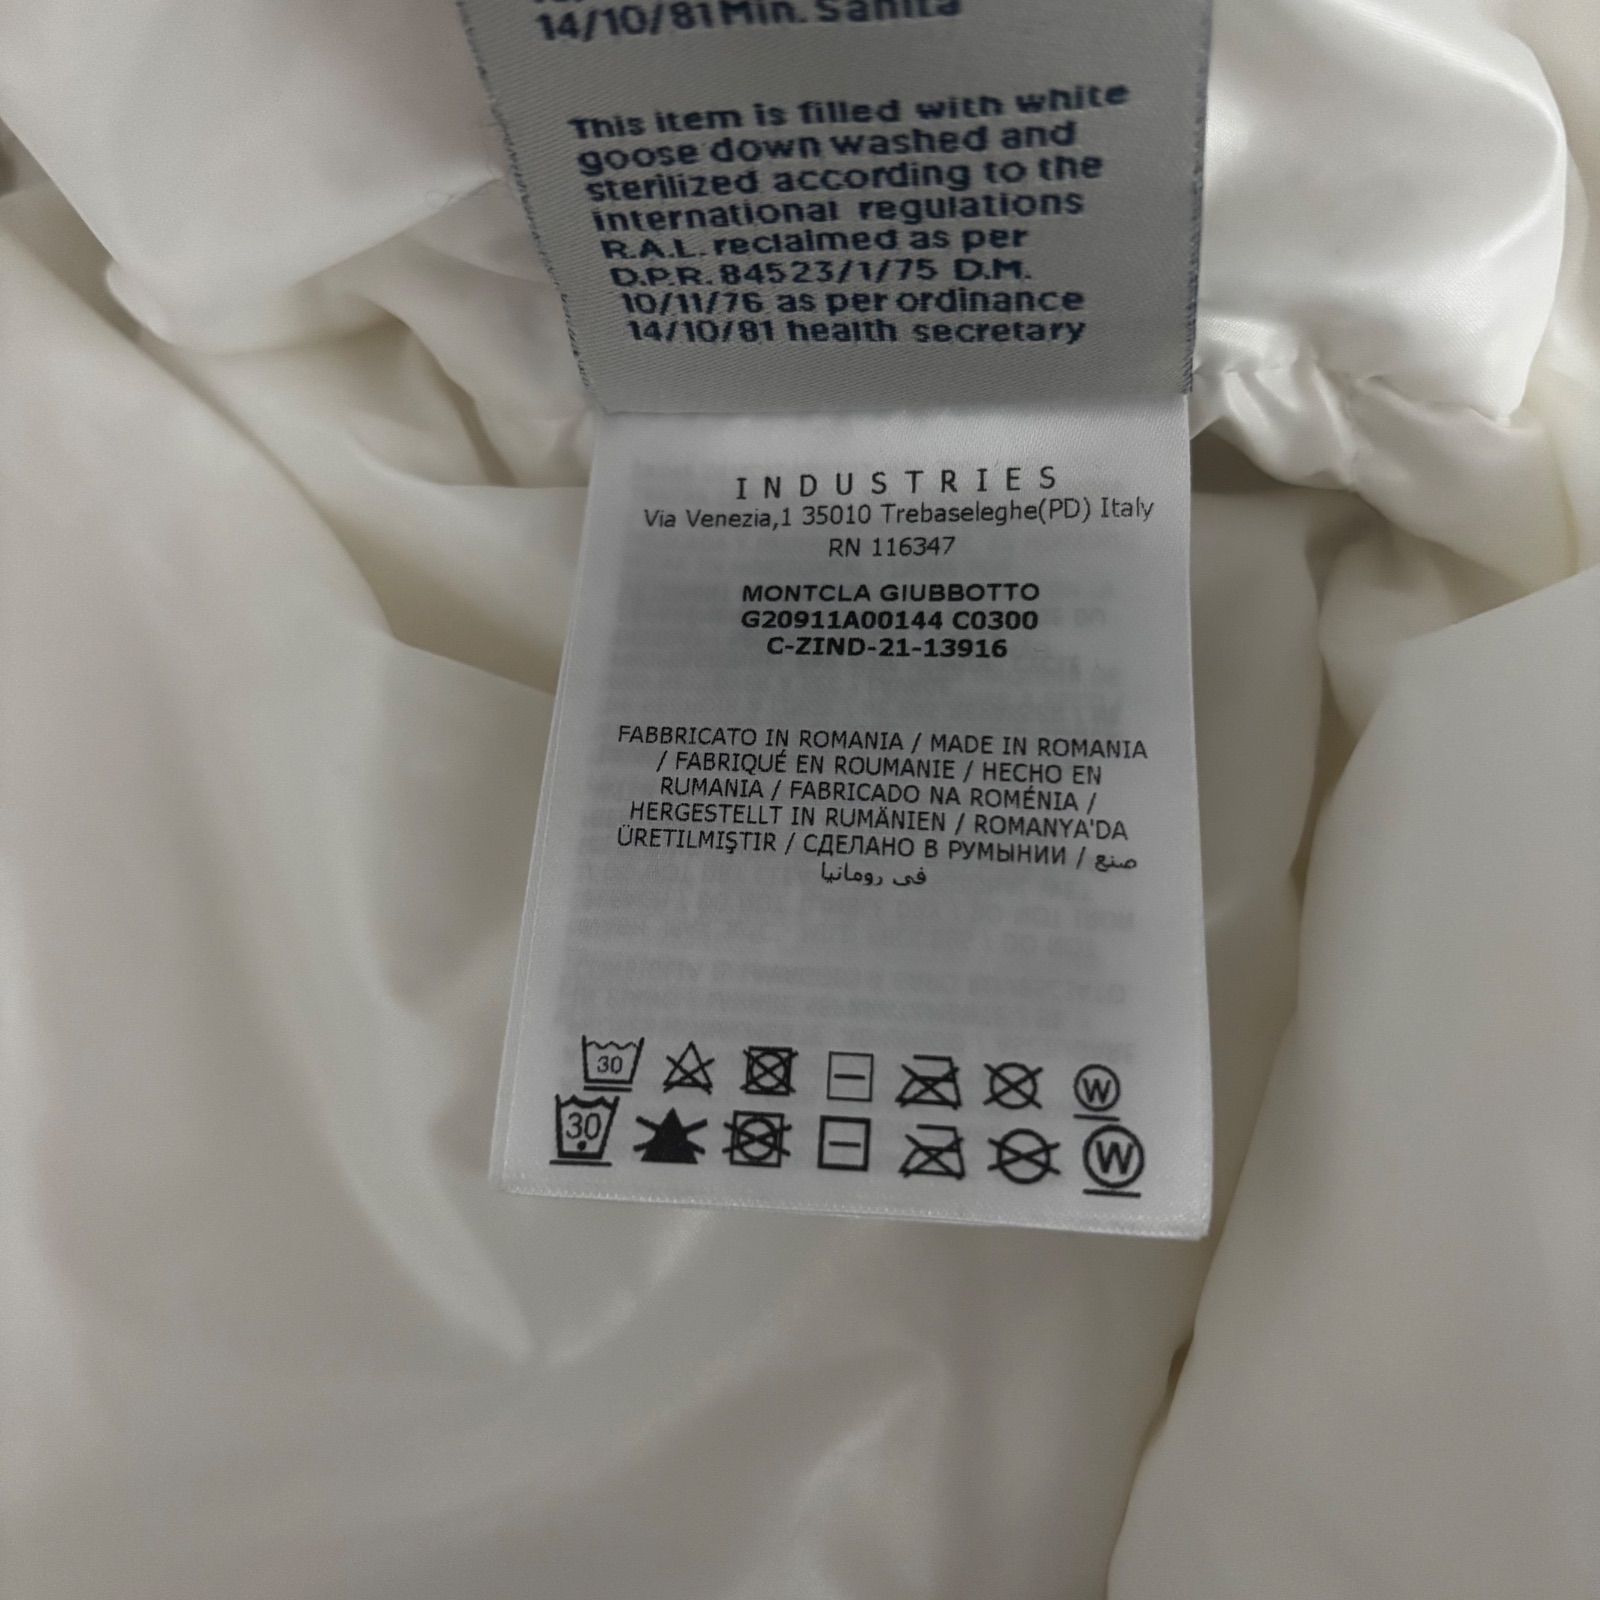 14/10/81 Min. Sanità
This item is filled with white
goose down washed and
sterilized according to the
international regulations
R.A.L. reclaimed as per
D.P.R. 84523/1/75 D.M.
10/11/76 as per ordinance
14/10/81 health secretary
INDUSTRIES
Via Venezia,1 35010 Trebaseleghe(PD) Italy
RN 116347
MONTCLA GIUBBOTTO
G20911A00144 C0300
C-ZIND-21-13916
FABBRICATO IN ROMANIA / MADE IN ROMANIA
/ FABRIQUÉ EN ROUMANIE / HECHO EN
RUMANIA / FABRICADO NA ROMÉNIA /
HERGESTELLT IN RUMÄNIEN / ROMANYA'DA
ÜRETILMIŞTIR / СДЕЛАНО В РУМЫНИИ / صنع
في رومانيا
30 W
30 W